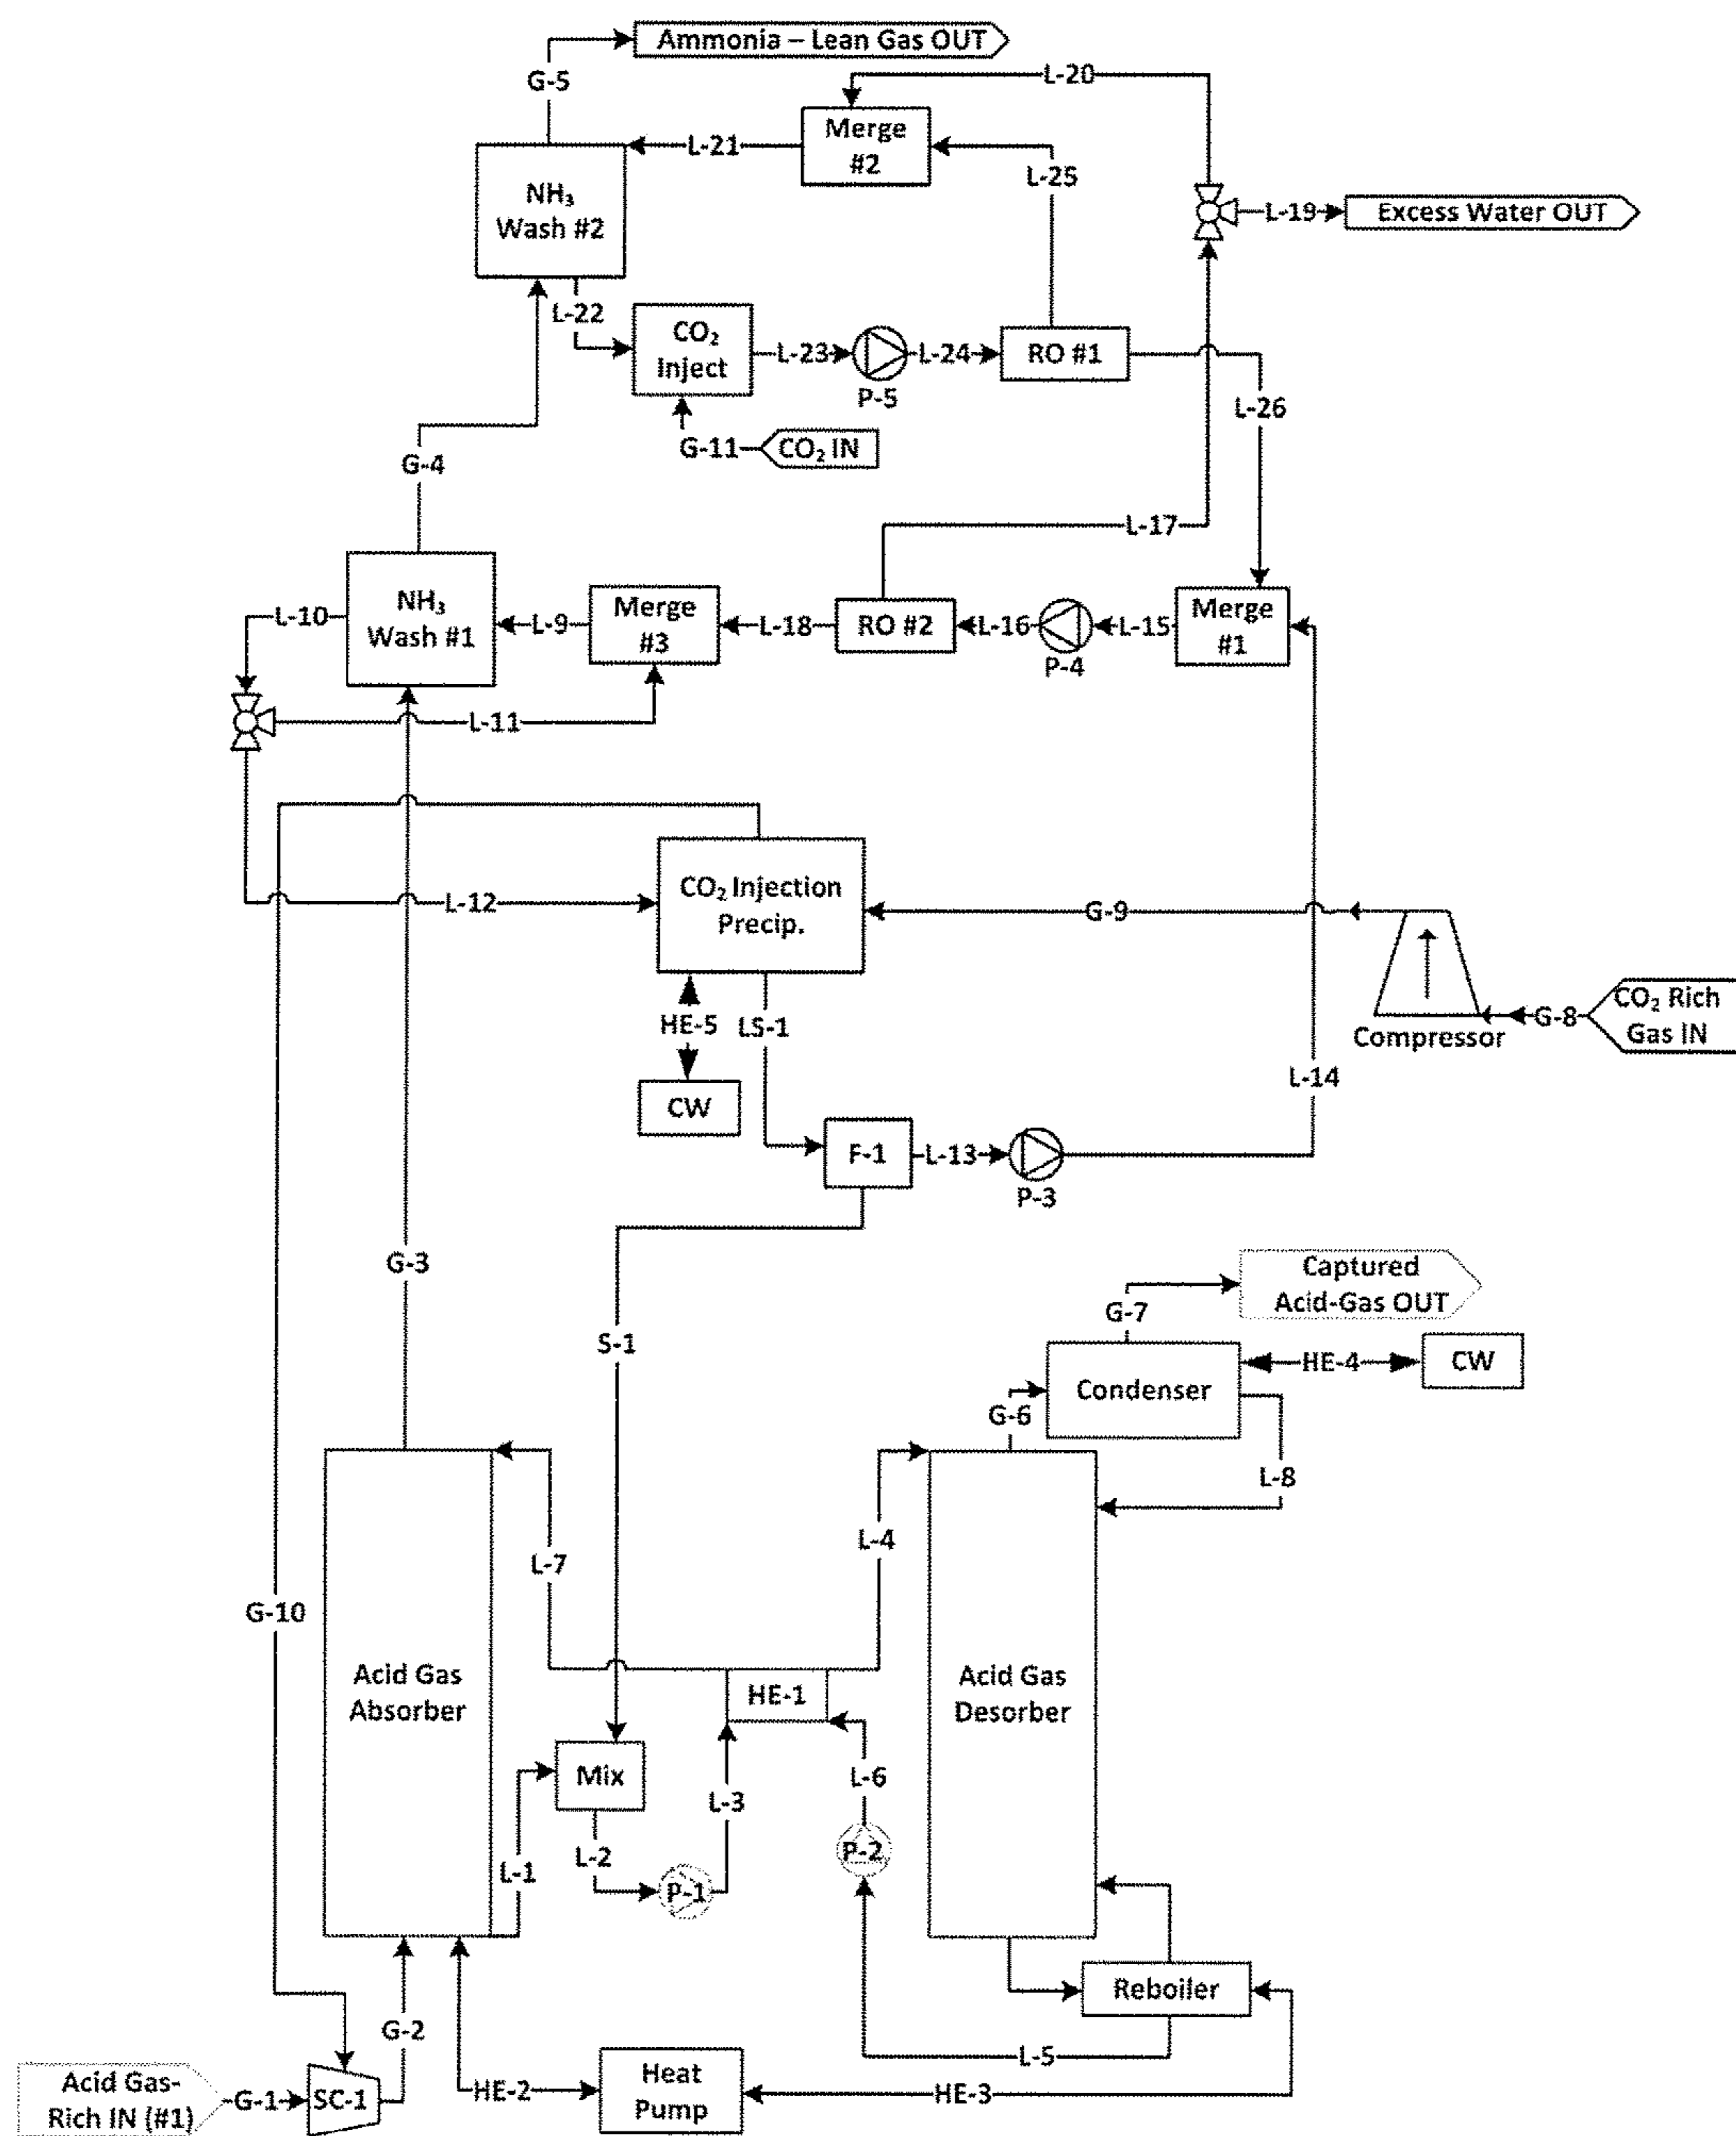 Ammonia – Lean Gas OUT
G-5
L-20
Merge
#2
L-21
L-25
NH₃
Wash #2
L-19
Excess Water OUT
L-22
CO₂
Inject
L-23
P-5
L-24
RO #1
L-26
G-11
CO₂ IN
G-4
L-17
L-10
NH₃
Wash #1
L-9
Merge
#3
L-18
RO #2
L-16
P-4
L-15
Merge
#1
L-11
CO₂ Injection
Precip.
L-12
G-9
HE-5
LS-1
CO₂ Rich
Gas IN
G-8
Compressor
CW
L-14
F-1
L-13
P-3
G-3
S-1
Captured
Acid-Gas OUT
G-7
Condenser
HE-4
CW
G-6
L-8
L-7
L-4
G-10
Acid Gas
Absorber
HE-1
Acid Gas
Desorber
Mix
L-3
L-6
L-1
L-2
P-1
P-2
Reboiler
G-2
L-5
Acid Gas-
Rich IN (#1)
G-1
SC-1
HE-2
Heat
Pump
HE-3